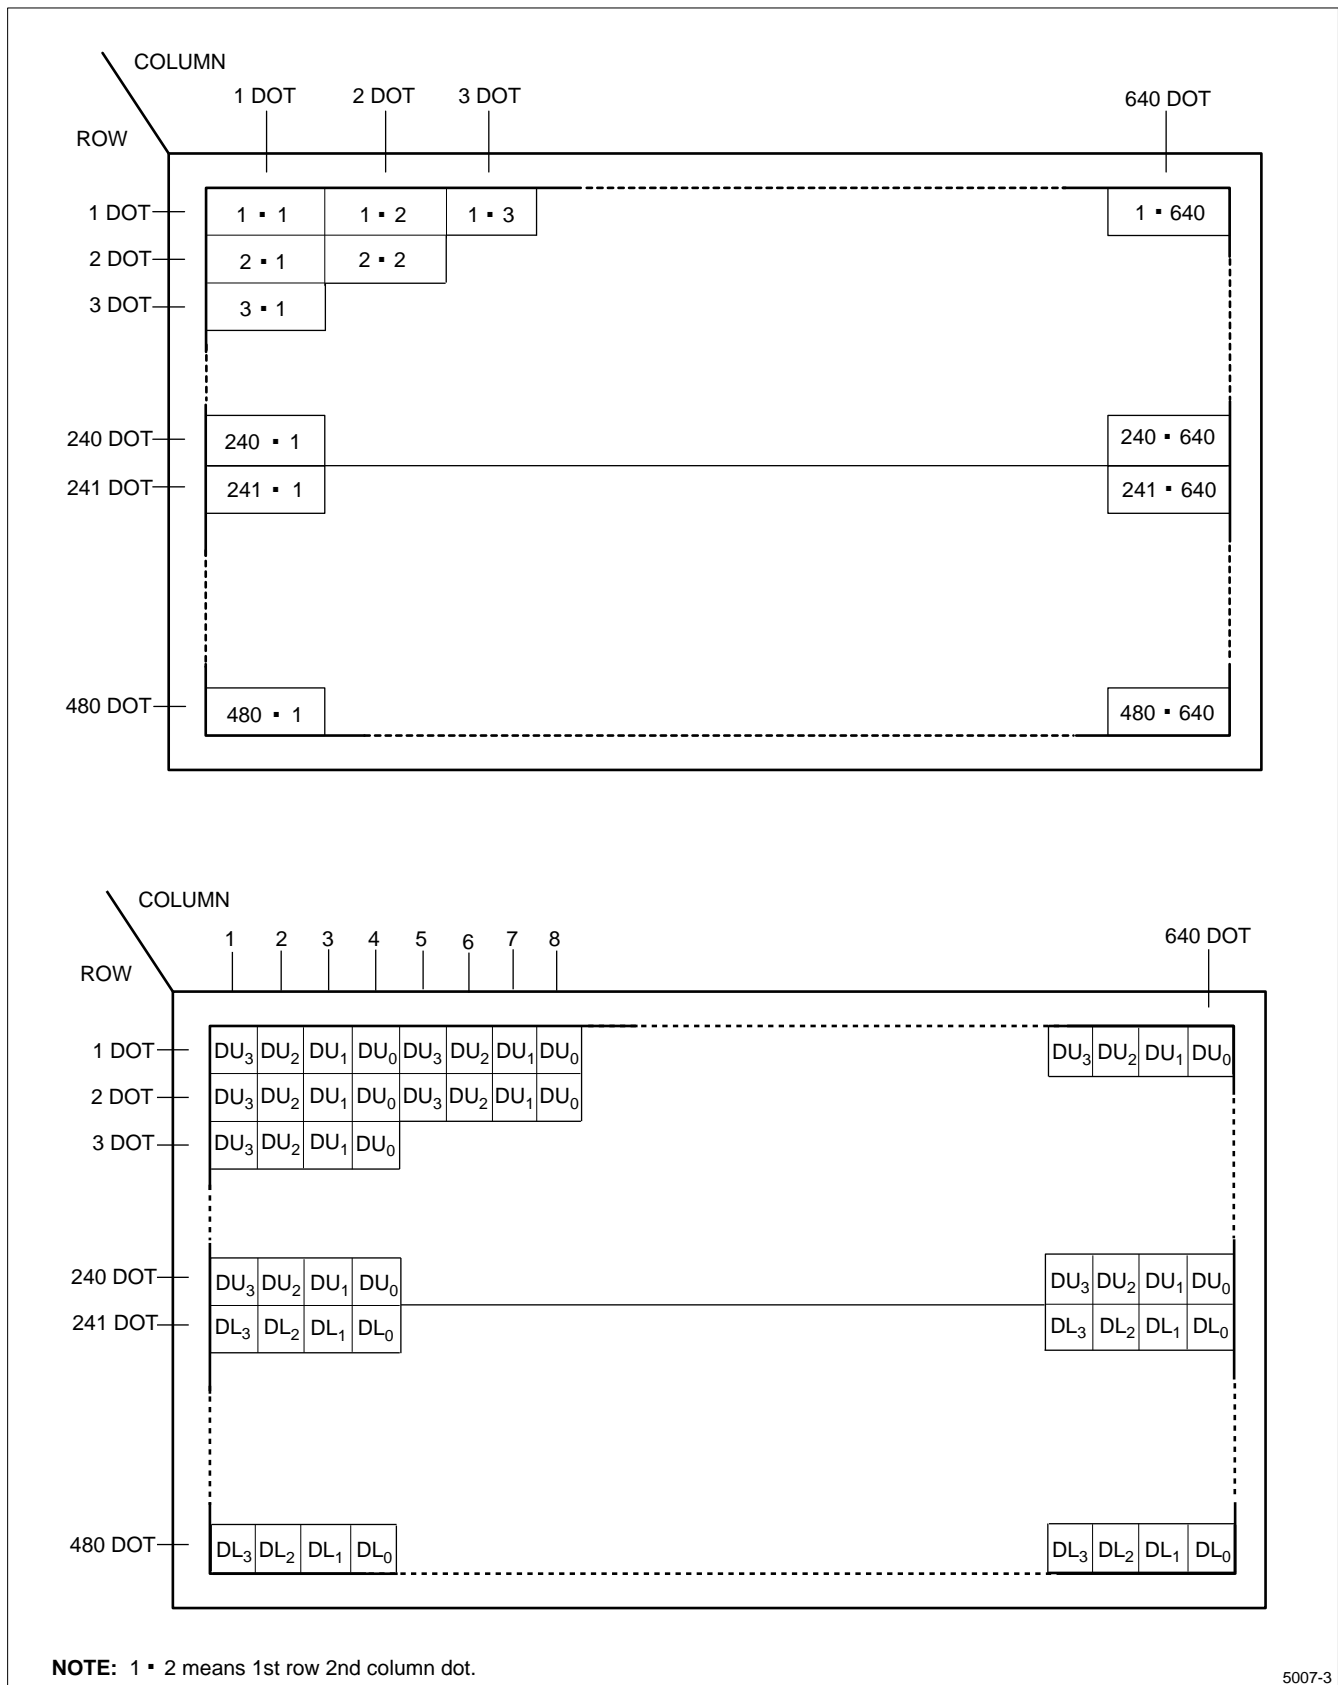 COLUMN
1 DOT 2 DOT 3 DOT 640 DOT
ROW
1 DOT 1 ▪ 1 1 ▪ 2 1 ▪ 3 1 ▪ 640
2 DOT 2 ▪ 1 2 ▪ 2
3 DOT 3 ▪ 1
240 DOT 240 ▪ 1 240 ▪ 640
241 DOT 241 ▪ 1 241 ▪ 640
480 DOT 480 ▪ 1 480 ▪ 640
COLUMN
1 2 3 4 5 6 7 8 640 DOT
ROW
1 DOT DU₃ DU₂ DU₁ DU₀ DU₃ DU₂ DU₁ DU₀ DU₃ DU₂ DU₁ DU₀
2 DOT DU₃ DU₂ DU₁ DU₀ DU₃ DU₂ DU₁ DU₀
3 DOT DU₃ DU₂ DU₁ DU₀
240 DOT DU₃ DU₂ DU₁ DU₀ DU₃ DU₂ DU₁ DU₀
241 DOT DL₃ DL₂ DL₁ DL₀ DL₃ DL₂ DL₁ DL₀
480 DOT DL₃ DL₂ DL₁ DL₀ DL₃ DL₂ DL₁ DL₀
NOTE: 1 ▪ 2 means 1st row 2nd column dot.
5007-3